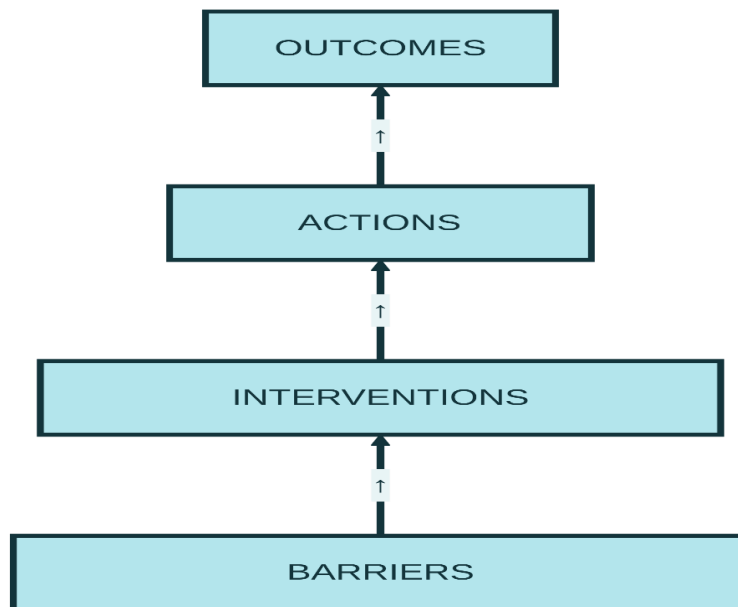 OUTCOMES
↑
ACTIONS
↑
INTERVENTIONS
↑
BARRIERS